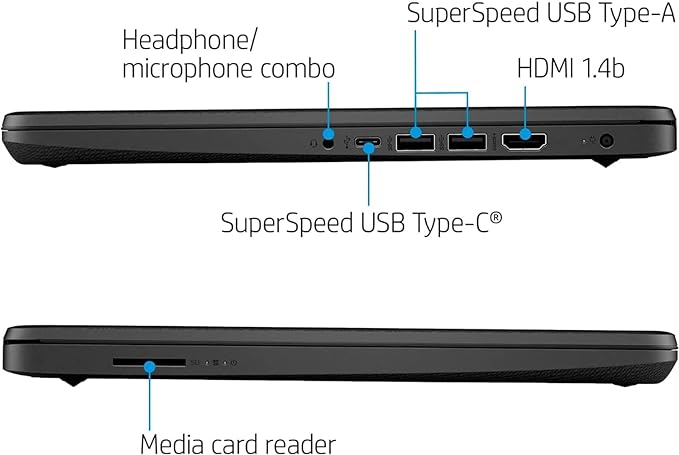 SuperSpeed USB Type-A
Headphone/
microphone combo
HDMI 1.4b
SuperSpeed USB Type-C®
Media card reader